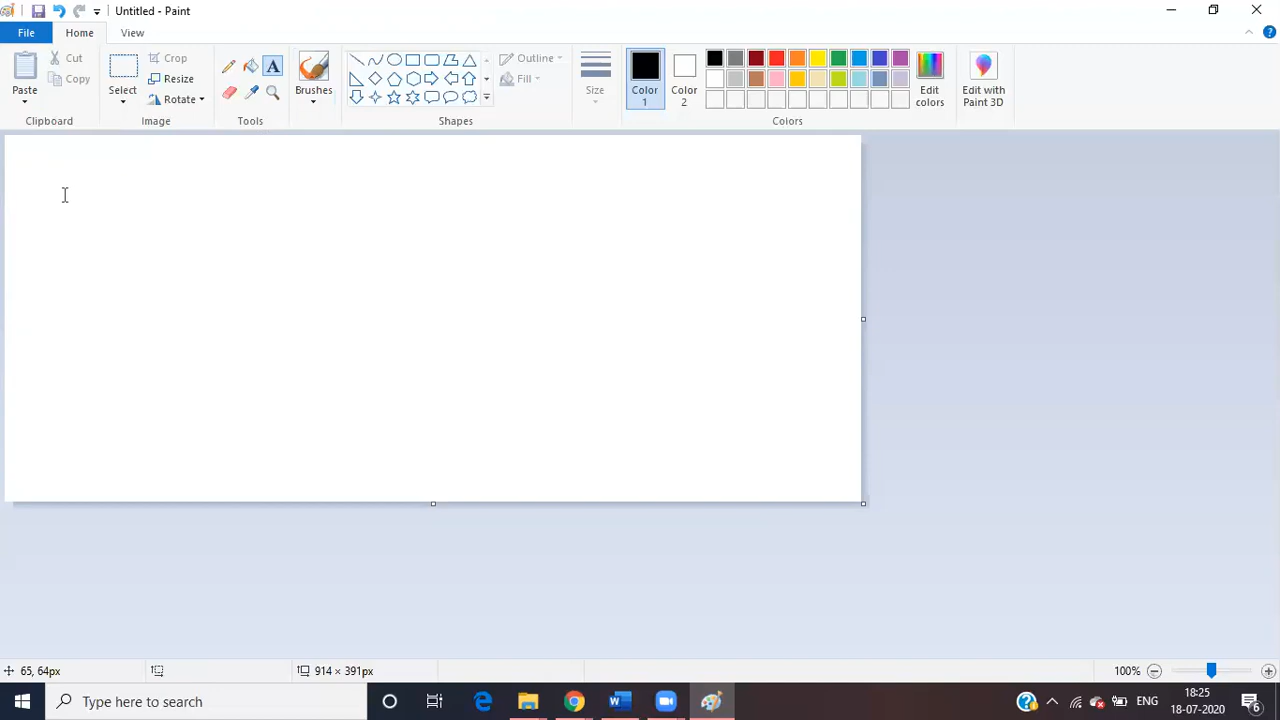 Untitled - Paint
File Home View
Paste
Cut
Copy
Clipboard
Select
Crop
Resize
Rotate
Image
A
Tools
Brushes
Shapes
Outline
Fill
Size
Color 1
Color 2
Edit colors
Colors
Edit with Paint 3D
65, 64px
914 × 391px
100%
Type here to search
ENG
18:25
18-07-2020
6